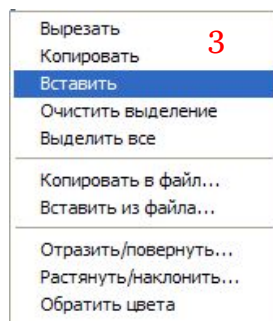 Вырезать
3
Копировать
Вставить
Очистить выделение
Выделить все
Копировать в файл...
Вставить из файла...
Отразить/повернуть...
Растянуть/наклонить...
Обратить цвета